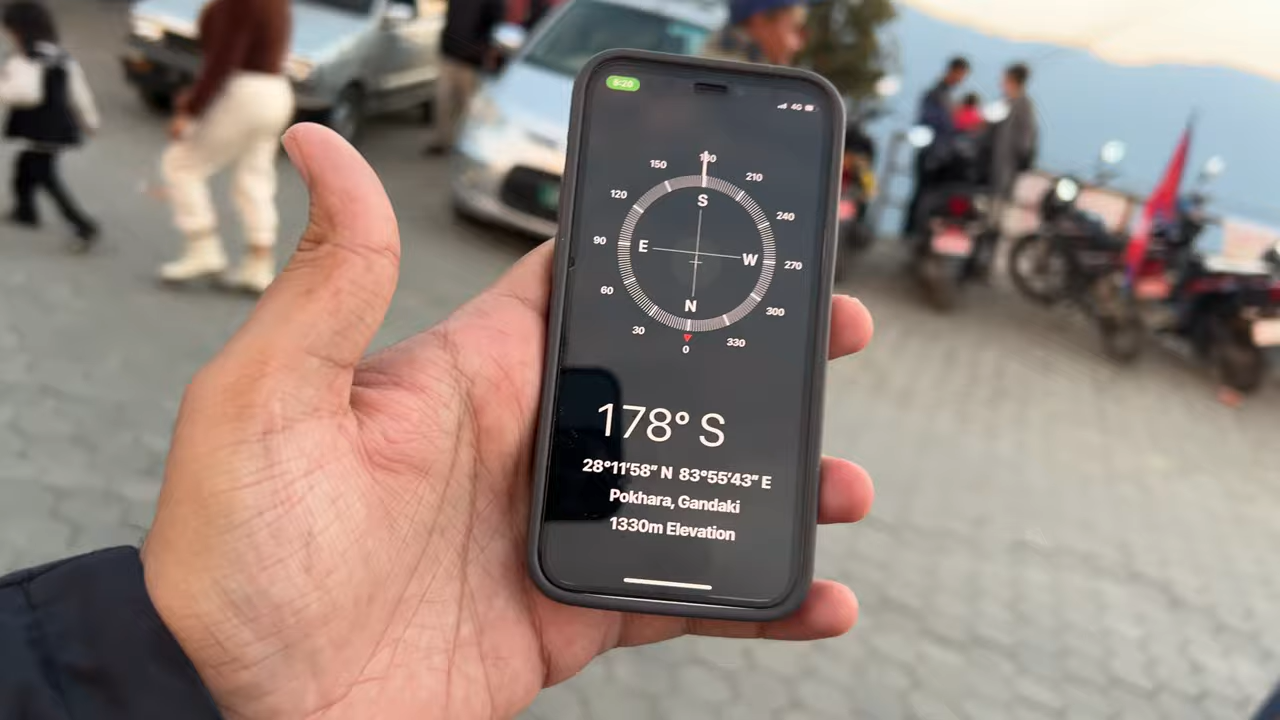 6:20
4G
180
150
210
120
S
240
90
E
W
270
60
N
300
30
330
0
178° S
28°11'58" N 83°55'43" E
Pokhara, Gandaki
1330m Elevation